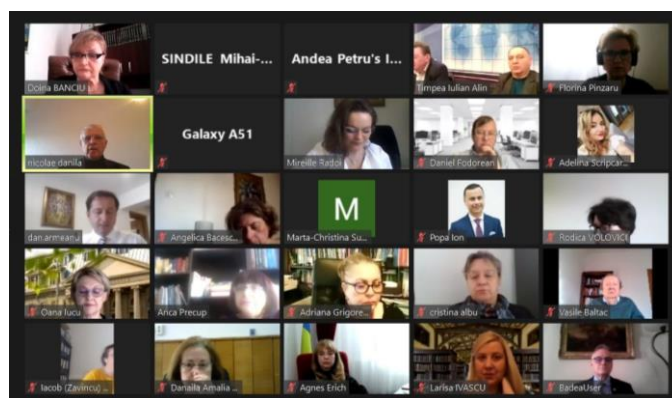 Doina BANCIU
SINDILE Mihai-...
Andea Petru's I...
Timpea Iulian Alin
Florina Pinzaru
nicolae danila
Galaxy A51
Mireille Radoi
Daniel Fodorean
Adelina Scripcar...
dan armeanu
Angelica Bacesc...
M
Marta-Christina Su...
Popa Ion
Rodica VOLOVICI
Oana Iucu
Anca Precup
Adriana Grigore...
cristina albu
Vasile Baltac
Iacob (Zavincu) ...
Danaila Amalia ...
Agnes Erich
Larisa IVASCU
BadeaUser